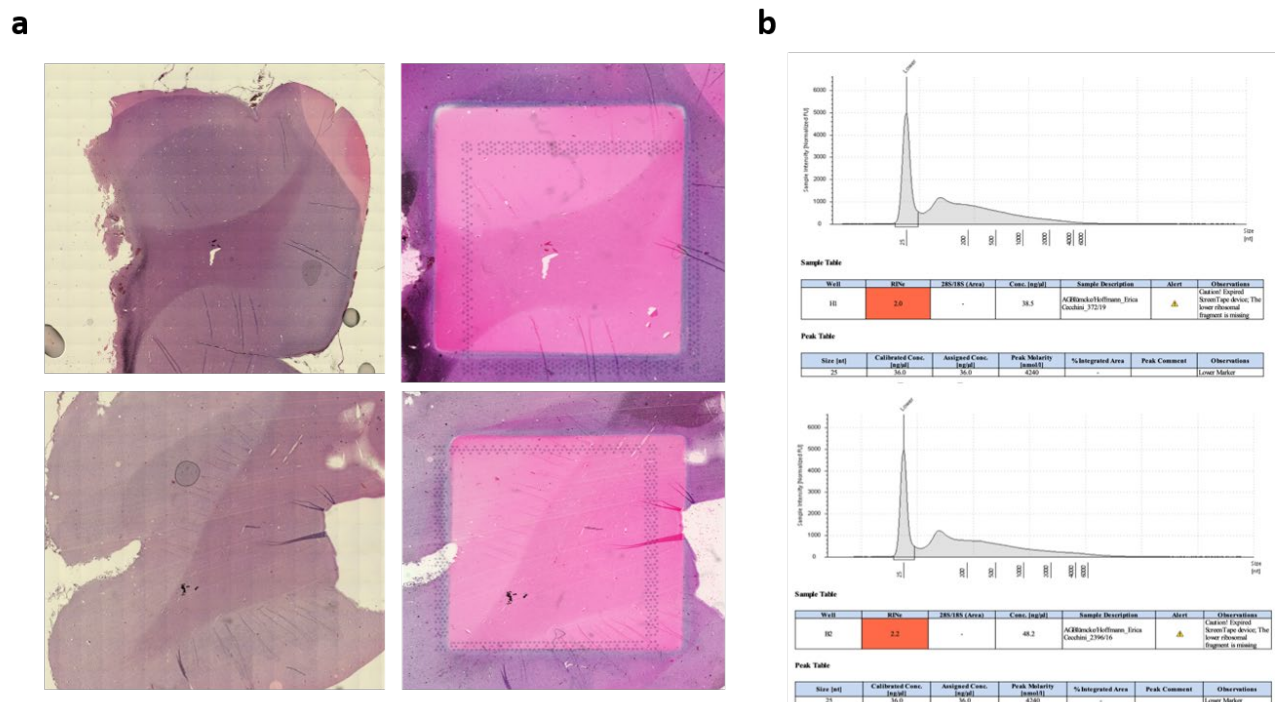 a
b
Lower
Sample Intensity [Normalized FU]
6000
5000
4000
3000
2000
1000
0
25
200
500
1000
2000
4000
6000
Size
[nt]
Sample Table
Well RINe 28S/18S (Area) Conc. [ng/µl] Sample Description Alert Observations
H1 2.0 - 38.5 AGBlümcke/Hoffmann_Erica Cecchini_372/19 Caution! Expired ScreenTape device; The lower ribosomal fragment is missing
Peak Table
Size [nt] Calibrated Conc. [ng/µl] Assigned Conc. [ng/µl] Peak Molarity [nmol/l] % Integrated Area Peak Comment Observations
25 36.0 36.0 4240 - Lower Marker
Lower
Sample Intensity [Normalized FU]
6000
5000
4000
3000
2000
1000
0
25
200
500
1000
2000
4000
6000
Size
[nt]
Sample Table
Well RINe 28S/18S (Area) Conc. [ng/µl] Sample Description Alert Observations
B2 2.2 - 48.2 AGBlümcke/Hoffmann_Erica Cecchini_2396/16 Caution! Expired ScreenTape device; The lower ribosomal fragment is missing
Peak Table
Size [nt] Calibrated Conc. [ng/µl] Assigned Conc. [ng/µl] Peak Molarity [nmol/l] % Integrated Area Peak Comment Observations
25 36.0 36.0 4240 - Lower Marker